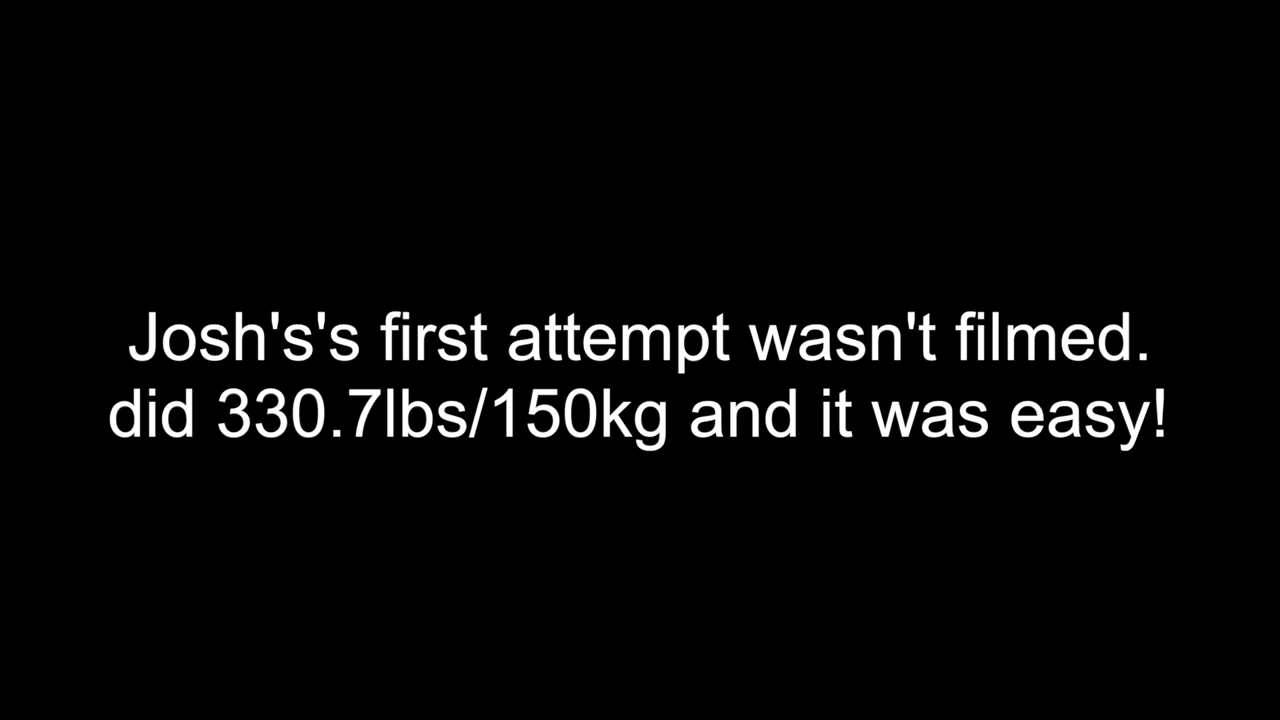 Josh's's first attempt wasn't filmed.
did 330.7lbs/150kg and it was easy!